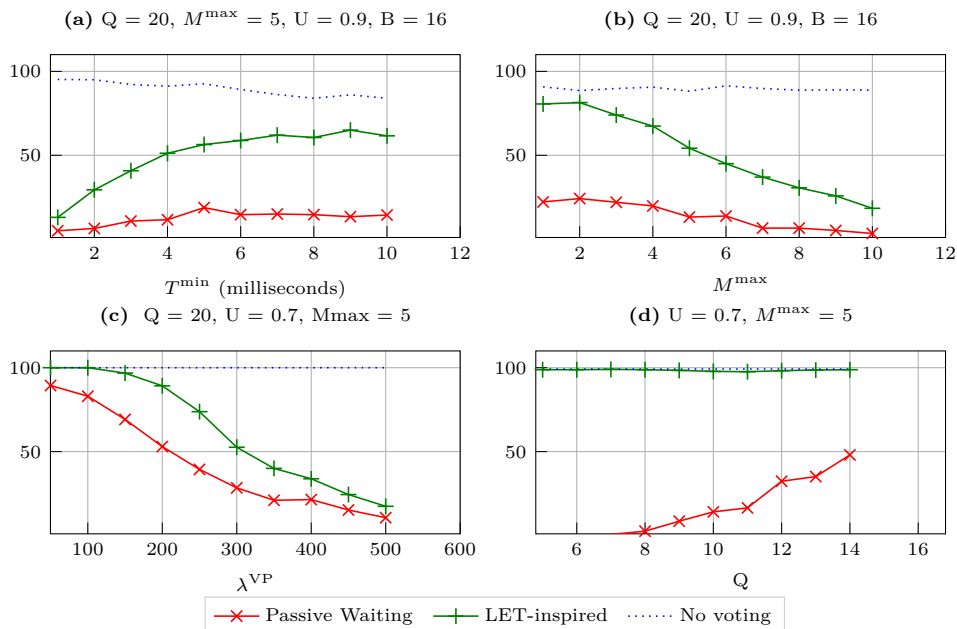 (a) Q = 20, M^max = 5, U = 0.9, B = 16
(b) Q = 20, U = 0.9, B = 16
100
50
2 4 6 8 10 12
T^min (milliseconds)
100
50
2 4 6 8 10 12
M^max
(c) Q = 20, U = 0.7, Mmax = 5
(d) U = 0.7, M^max = 5
100
50
100 200 300 400 500 600
λ^VP
100
50
6 8 10 12 14 16
Q
Passive Waiting LET-inspired No voting